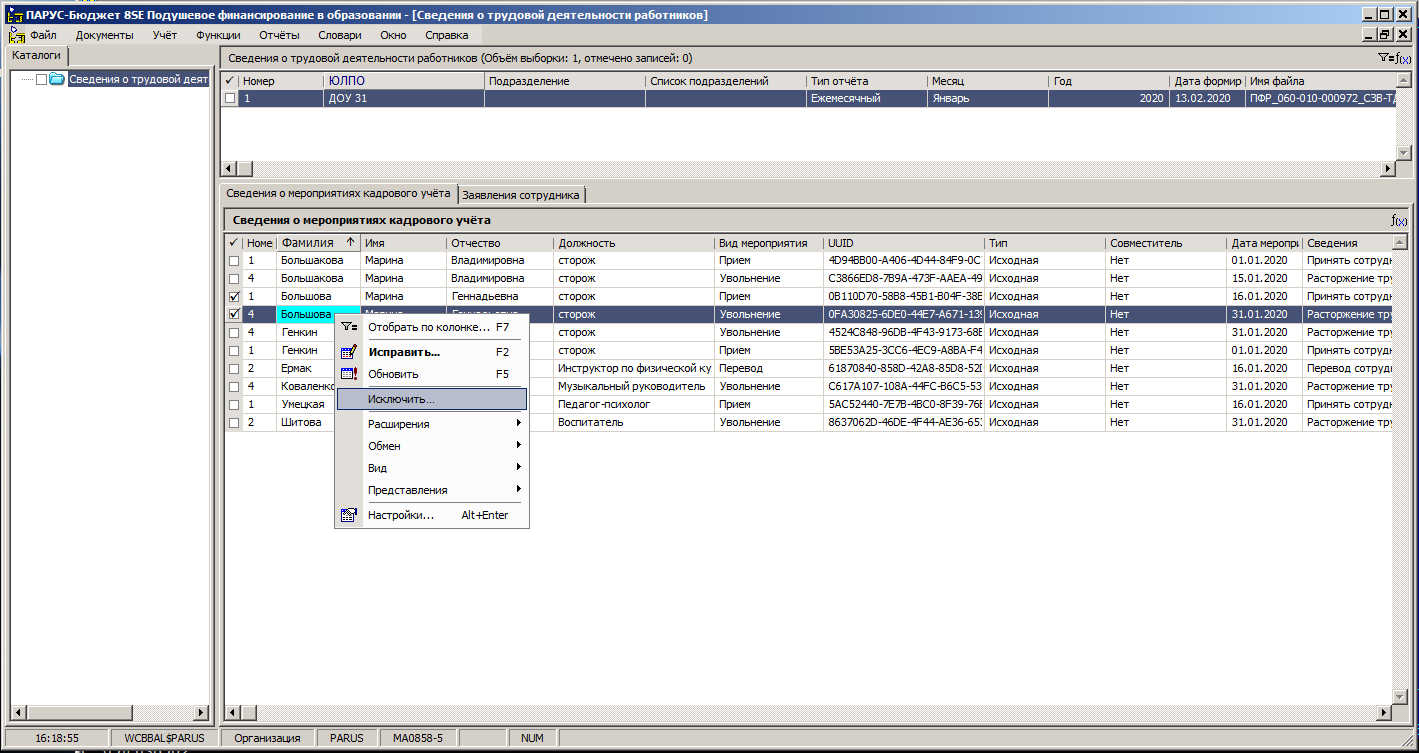 ПАРУС-Бюджет 8SE Подушевое финансирование в образовании - [Сведения о трудовой деятельности работников]
Файл Документы Учёт Функции Отчёты Словари Окно Справка
Каталоги
Сведения о трудовой деят
Сведения о трудовой деятельности работников (Объём выборки: 1, отмечено записей: 0)
Номер ЮЛПО Подразделение Список подразделений Тип отчёта Месяц Год Дата формир Имя файла
1 ДОУ 31 Ежемесячный Январь 2020 13.02.2020 ПФР_060-010-000972_СЗВ-ТД
Сведения о мероприятиях кадрового учёта Заявления сотрудника
Сведения о мероприятиях кадрового учёта
f(x)
Номе Фамилия Имя Отчество Должность Вид мероприятия UUID Тип Совместитель Дата меропри Сведения
1 Большакова Марина Владимировна сторож Прием 4D94BB00-A406-4D44-84F9-0C Исходная Нет 01.01.2020 Принять сотрудн
4 Большакова Марина Владимировна сторож Увольнение C3866ED8-7B9A-473F-AAEA-49 Исходная Нет 15.01.2020 Расторжение тру
1 Большова Марина Геннадьевна сторож Прием 0B110D70-58B8-45B1-B04F-38E Исходная Нет 16.01.2020 Принять сотрудн
4 Большова сторож Увольнение 0FA30825-6DE0-44E7-A671-139 Исходная Нет 31.01.2020 Расторжение тру
4 Генкин сторож Увольнение 4524C848-96DB-4F43-9173-68E Исходная Нет 31.01.2020 Расторжение тру
1 Генкин сторож Прием 5BE53A25-3CC6-4EC9-A8BA-F4 Исходная Нет 01.01.2020 Принять сотрудн
2 Ермак Инструктор по физической ку Перевод 61870840-858D-42A8-85D8-52D Исходная Нет 16.01.2020 Перевод сотрудн
4 Коваленко Музыкальный руководитель Увольнение C617A107-108A-44FC-B6C5-53 Исходная Нет 31.01.2020 Расторжение тру
1 Умецкая Педагог-психолог Прием 5AC52440-7E7B-4BC0-8F39-76E Исходная Нет 16.01.2020 Принять сотрудн
2 Шитова Воспитатель Увольнение 8637062D-46DE-4F44-AE36-653 Исходная Нет 31.01.2020 Расторжение тру
Отобрать по колонке... F7
Исправить... F2
Обновить F5
Исключить...
Расширения
Обмен
Вид
Представления
Настройки... Alt+Enter
16:18:55 WCBBAL$PARUS Организация PARUS MA0858-5 NUM